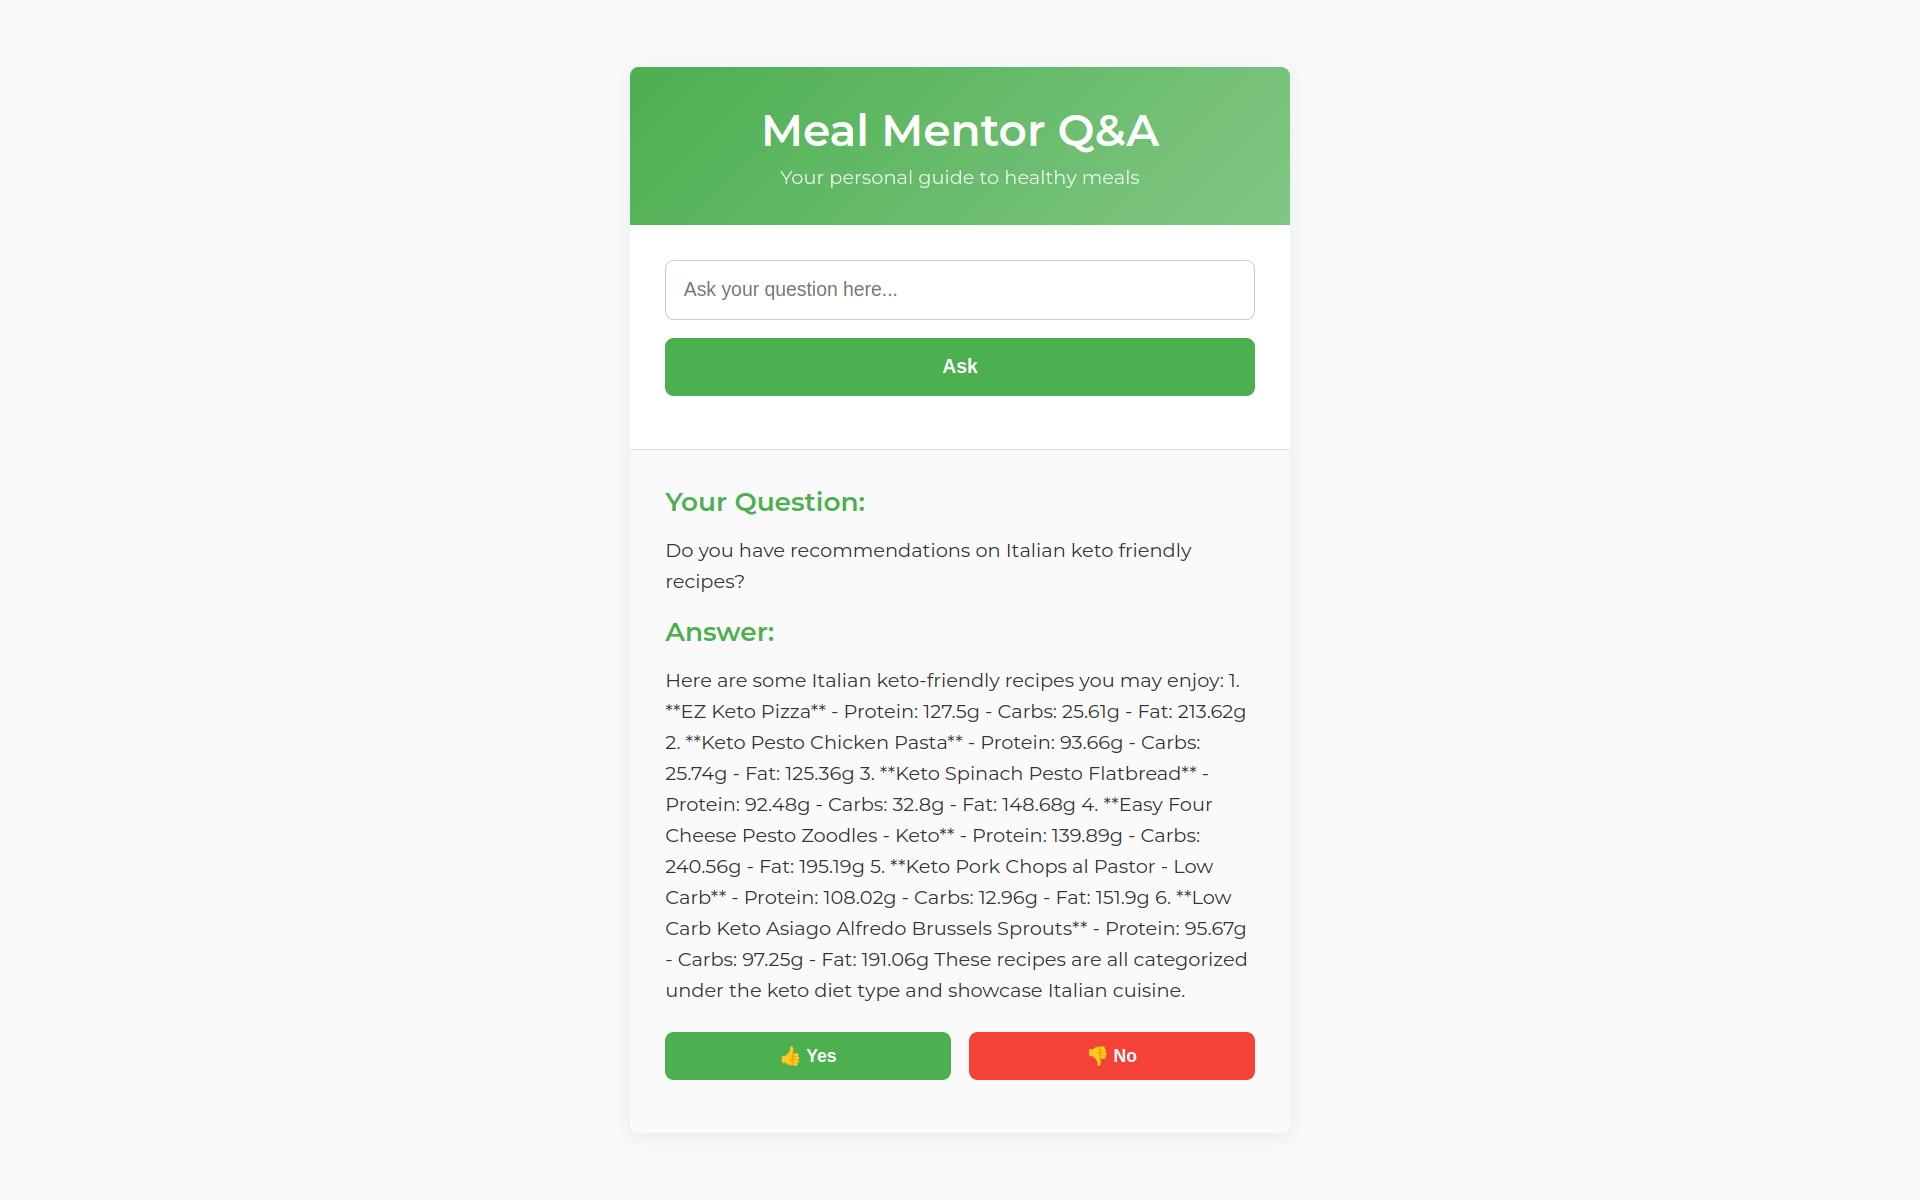 Meal Mentor Q&A
Your personal guide to healthy meals
Ask your question here...
Ask
Your Question:
Do you have recommendations on Italian keto friendly
recipes?
Answer:
Here are some Italian keto-friendly recipes you may enjoy: 1.
**EZ Keto Pizza** - Protein: 127.5g - Carbs: 25.61g - Fat: 213.62g
2. **Keto Pesto Chicken Pasta** - Protein: 93.66g - Carbs:
25.74g - Fat: 125.36g 3. **Keto Spinach Pesto Flatbread** -
Protein: 92.48g - Carbs: 32.8g - Fat: 148.68g 4. **Easy Four
Cheese Pesto Zoodles - Keto** - Protein: 139.89g - Carbs:
240.56g - Fat: 195.19g 5. **Keto Pork Chops al Pastor - Low
Carb** - Protein: 108.02g - Carbs: 12.96g - Fat: 151.9g 6. **Low
Carb Keto Asiago Alfredo Brussels Sprouts** - Protein: 95.67g
- Carbs: 97.25g - Fat: 191.06g These recipes are all categorized
under the keto diet type and showcase Italian cuisine.
👍 Yes
👎 No